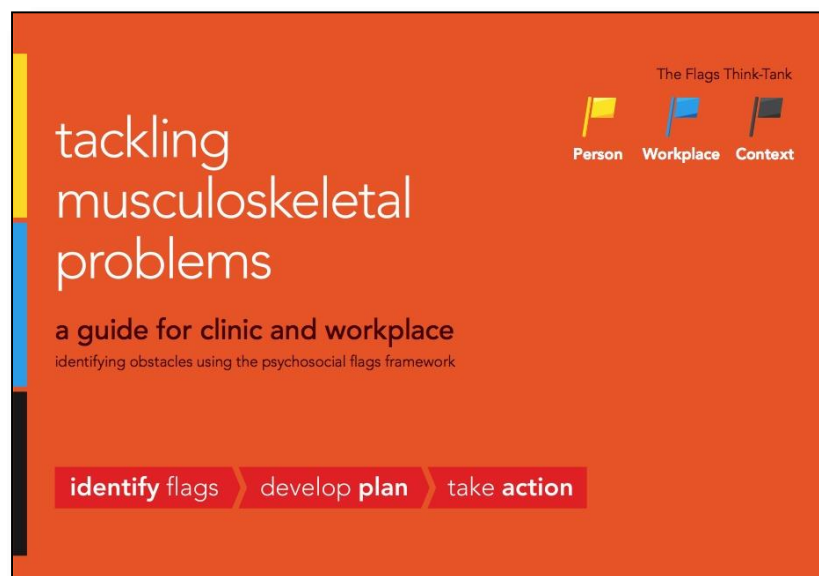 The Flags Think-Tank
Person Workplace Context
tackling
musculoskeletal
problems
a guide for clinic and workplace
identifying obstacles using the psychosocial flags framework
identify flags develop plan take action